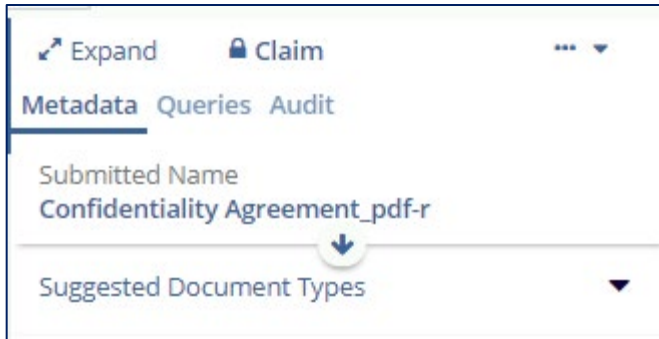 Expand Claim ...
Metadata Queries Audit
Submitted Name
Confidentiality Agreement_pdf-r
Suggested Document Types